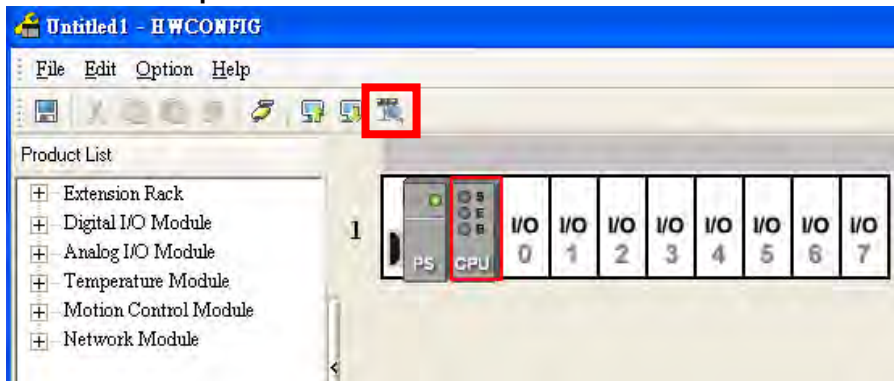 Untitled1 - HWCONFIG
File Edit Option Help
Product List
+ Extension Rack
+ Digital I/O Module
+ Analog I/O Module
+ Temperature Module
+ Motion Control Module
+ Network Module
1
PS
S
E
B
CPU
I/O 0
I/O 1
I/O 2
I/O 3
I/O 4
I/O 5
I/O 6
I/O 7